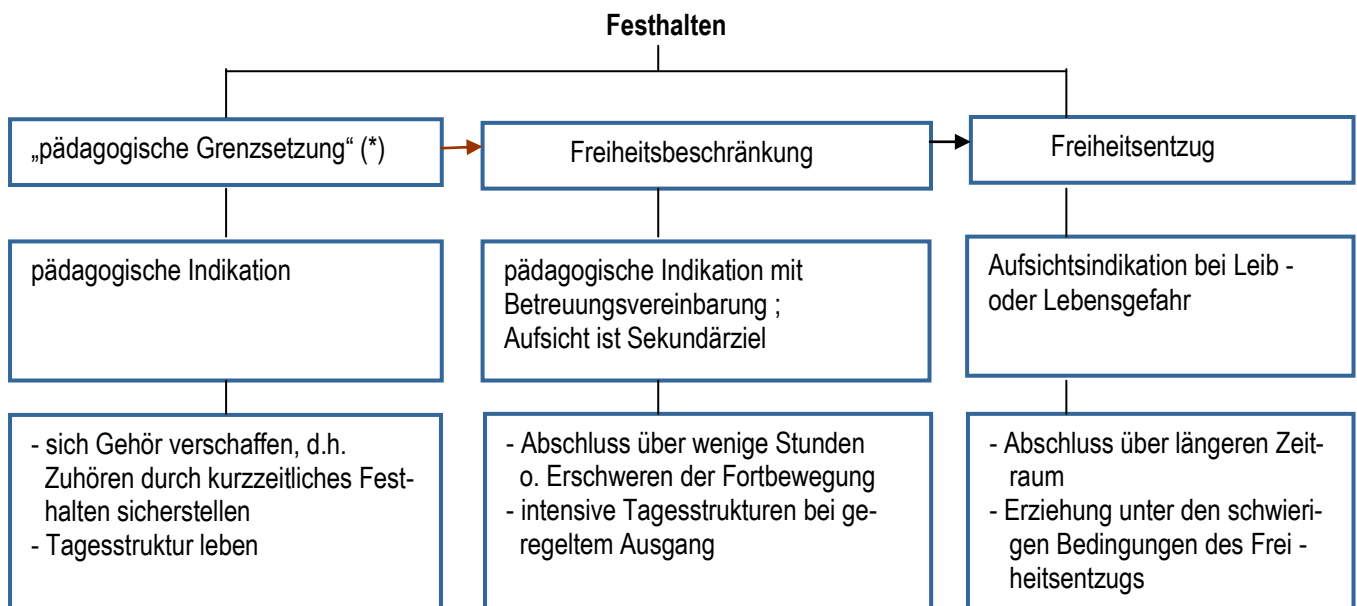 Festhalten
„pädagogische Grenzsetzung“ (*)
Freiheitsbeschränkung
Freiheitsentzug
pädagogische Indikation
pädagogische Indikation mit
Betreuungsvereinbarung ;
Aufsicht ist Sekundärziel
Aufsichtsindikation bei Leib -
oder Lebensgefahr
- sich Gehör verschaffen, d.h.
Zuhören durch kurzzeitliches Fest-
halten sicherstellen
- Tagesstruktur leben
- Abschluss über wenige Stunden
o. Erschweren der Fortbewegung
- intensive Tagesstrukturen bei ge-
regeltem Ausgang
- Abschluss über längeren Zeit-
raum
- Erziehung unter den schwieri-
gen Bedingungen des Frei -
heitsentzugs